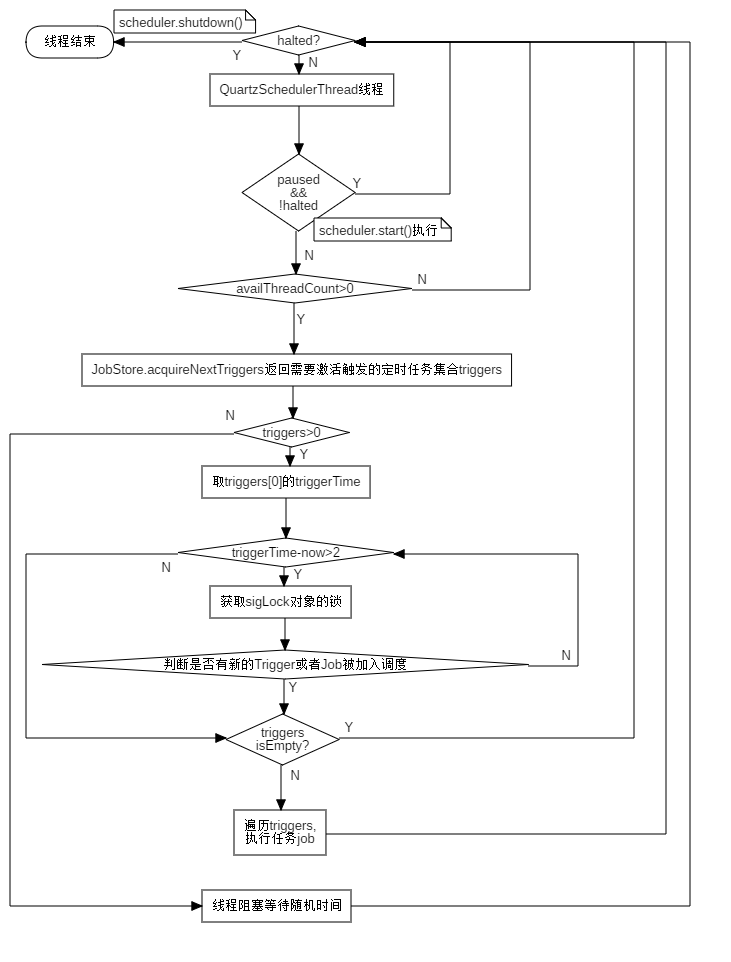 scheduler.shutdown()
线程结束
halted?
Y
N
QuartzSchedulerThread线程
paused
&&
!halted
Y
scheduler.start()执行
N
availThreadCount>0
N
Y
JobStore.acquireNextTriggers返回需要激活触发的定时任务集合triggers
N
triggers>0
Y
取triggers[0]的triggerTime
triggerTime-now>2
N
Y
获取sigLock对象的锁
判断是否有新的Trigger或者Job被加入调度
N
Y
triggers
isEmpty?
Y
N
遍历triggers,
执行任务job
线程阻塞等待随机时间